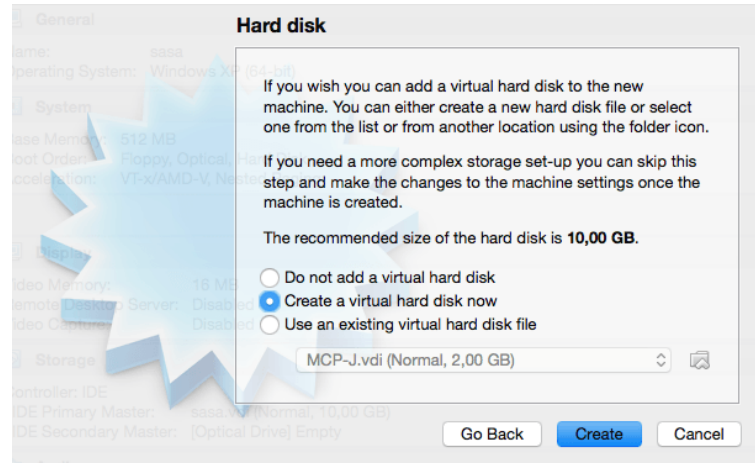 General
Hard disk
Name: sasa
Operating System: Windows XP (64-bit)
If you wish you can add a virtual hard disk to the new
machine. You can either create a new hard disk file or select
one from the list or from another location using the folder icon.
System
Base Memory: 512 MB
Boot Order: Floppy, Optical, Hard
Acceleration: VT-x/AMD-V, Nested
If you need a more complex storage set-up you can skip this
step and make the changes to the machine settings once the
machine is created.
The recommended size of the hard disk is 10,00 GB.
Display
Video Memory: 16 MB
Remote Desktop Server: Disabled
Video Capture: Disabled
Do not add a virtual hard disk
Create a virtual hard disk now
Use an existing virtual hard disk file
Storage
MCP-J.vdi (Normal, 2,00 GB)
Controller: IDE
IDE Primary Master: sasa.vdi (Normal, 10,00 GB)
IDE Secondary Master: [Optical Drive] Empty
Go Back
Create
Cancel